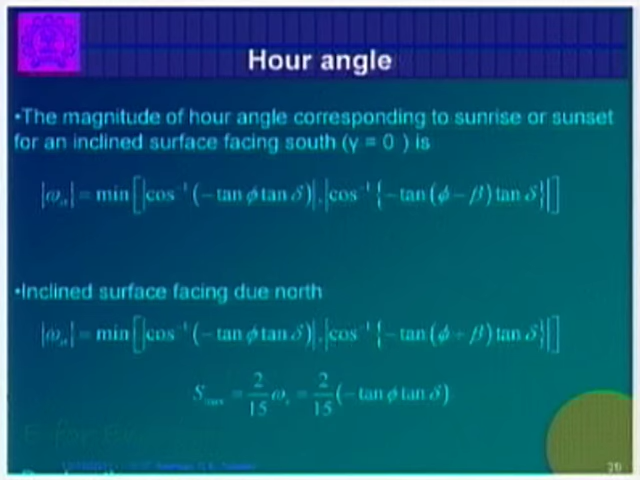 Hour angle
•The magnitude of hour angle corresponding to sunrise or sunset
for an inclined surface facing south (γ = 0 ) is
|ω_st| = min[|cos⁻¹(−tan φ tan δ)|,|cos⁻¹{−tan(φ−β)tan δ}|]
•Inclined surface facing due north
|ω_st| = min[|cos⁻¹(−tan φ tan δ)|,|cos⁻¹{−tan(φ+β)tan δ}|]
S_max = 2/15 ω_s = 2/15 (−tan φ tan δ)